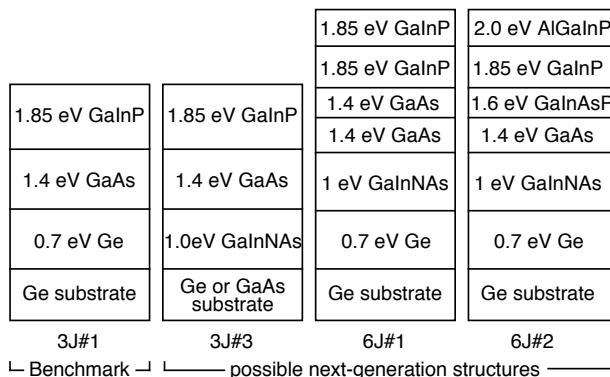 1.85 eV GaInP
1.4 eV GaAs
0.7 eV Ge
Ge substrate
3J#1
1.85 eV GaInP
1.4 eV GaAs
1.0eV GaInNAs
Ge or GaAs
substrate
3J#3
1.85 eV GaInP
1.85 eV GaInP
1.4 eV GaAs
1.4 eV GaAs
1 eV GaInNAs
0.7 eV Ge
Ge substrate
6J#1
2.0 eV AlGaInP
1.85 eV GaInP
1.6 eV GaInAsP
1.4 eV GaAs
1 eV GaInNAs
0.7 eV Ge
Ge substrate
6J#2
Benchmark
possible next-generation structures